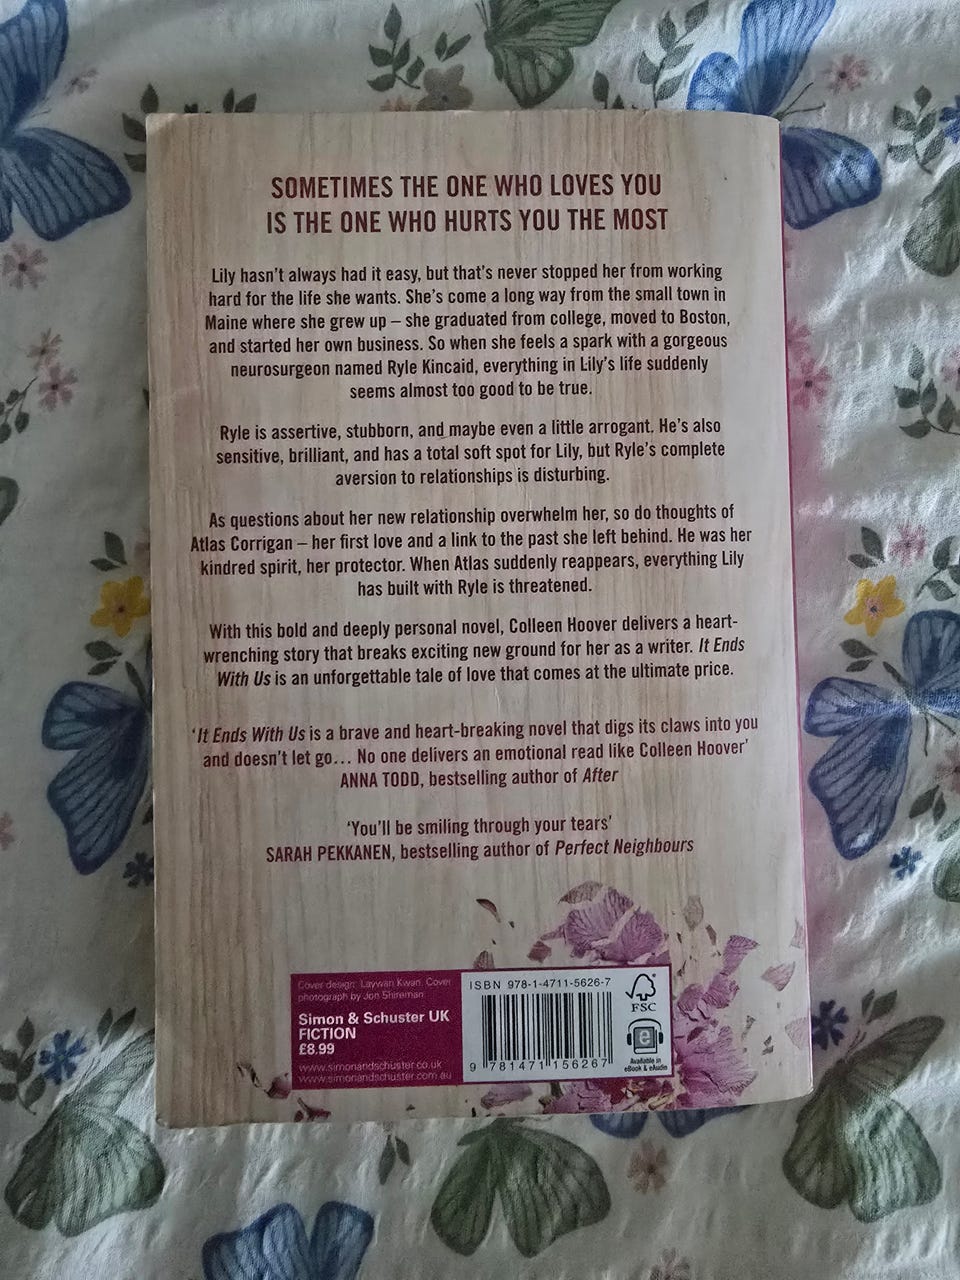 SOMETIMES THE ONE WHO LOVES YOU
IS THE ONE WHO HURTS YOU THE MOST
Lily hasn't always had it easy, but that's never stopped her from working
hard for the life she wants. She's come a long way from the small town in
Maine where she grew up – she graduated from college, moved to Boston,
and started her own business. So when she feels a spark with a gorgeous
neurosurgeon named Ryle Kincaid, everything in Lily's life suddenly
seems almost too good to be true.
Ryle is assertive, stubborn, and maybe even a little arrogant. He's also
sensitive, brilliant, and has a total soft spot for Lily, but Ryle's complete
aversion to relationships is disturbing.
As questions about her new relationship overwhelm her, so do thoughts of
Atlas Corrigan – her first love and a link to the past she left behind. He was her
kindred spirit, her protector. When Atlas suddenly reappears, everything Lily
has built with Ryle is threatened.
With this bold and deeply personal novel, Colleen Hoover delivers a heart-
wrenching story that breaks exciting new ground for her as a writer. It Ends
With Us is an unforgettable tale of love that comes at the ultimate price.
'It Ends With Us is a brave and heart-breaking novel that digs its claws into you
and doesn't let go… No one delivers an emotional read like Colleen Hoover'
ANNA TODD, bestselling author of After
'You'll be smiling through your tears'
SARAH PEKKANEN, bestselling author of Perfect Neighbours
Cover design: Laywan Kwan. Cover
photograph by Jon Shireman
Simon & Schuster UK
FICTION
£8.99
www.simonandschuster.co.uk
www.simonandschuster.com.au
ISBN 978-1-4711-5626-7
9 781471 156267
FSC
e
Available in
eBook & eAudio